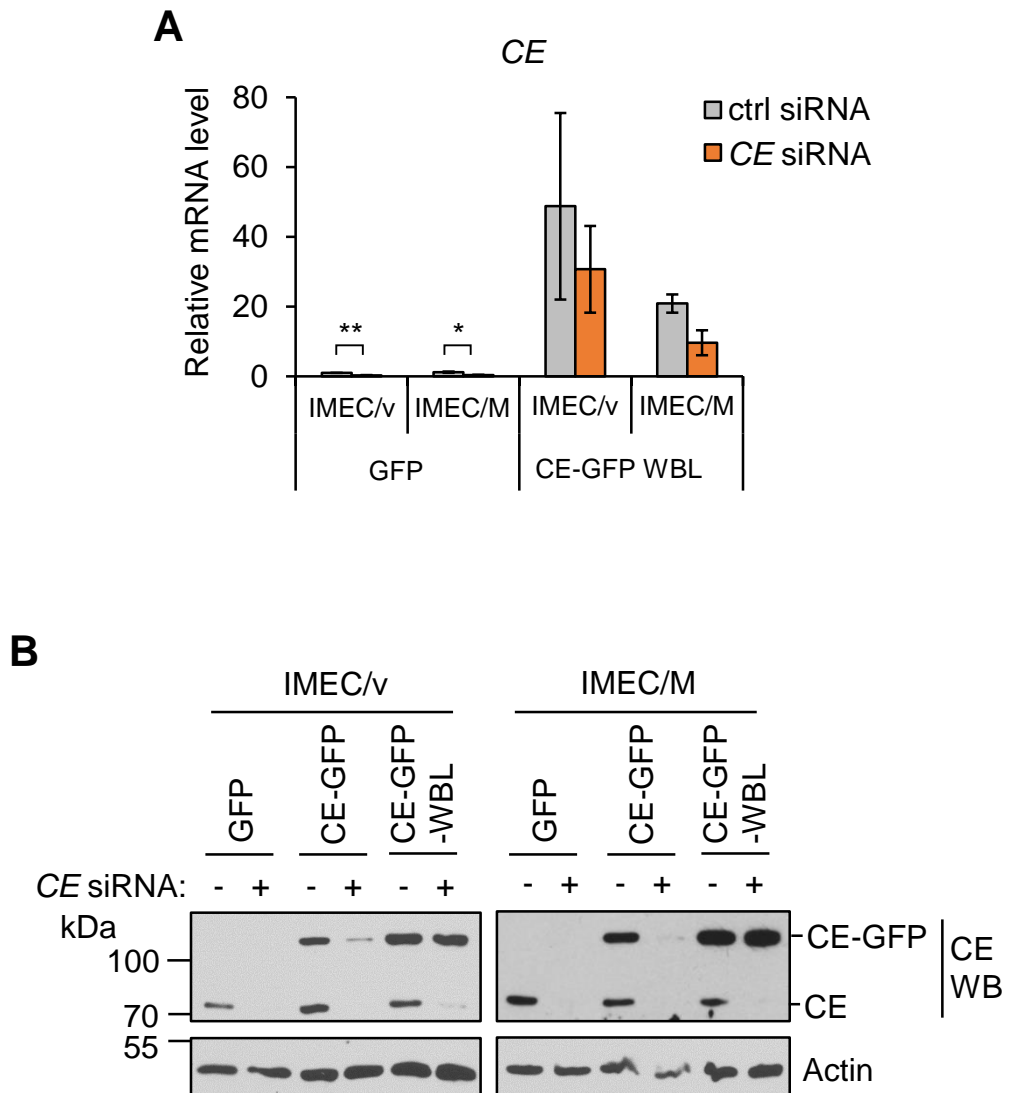 A
CE
Relative mRNA level
80
60
40
20
0
ctrl siRNA
CE siRNA
** *
IMEC/v IMEC/M IMEC/v IMEC/M
GFP CE-GFP WBL
B
IMEC/v IMEC/M
GFP CE-GFP CE-GFP -WBL GFP CE-GFP CE-GFP -WBL
CE siRNA: - + - + - + - + - + - +
kDa
100
70
55
CE-GFP
CE
CE
WB
Actin